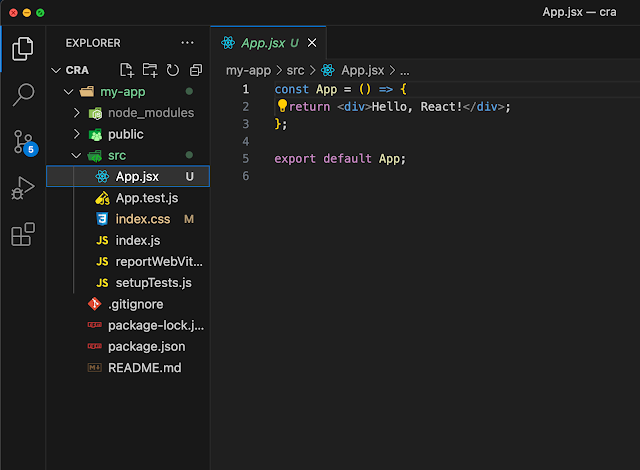 App.jsx — cra
EXPLORER
App.jsx U
CRA
my-app > src > App.jsx > ...
my-app
node_modules
public
src
App.jsx U
App.test.js
index.css M
index.js
reportWebVit...
setupTests.js
.gitignore
package-lock.j...
package.json
README.md
5
1 const App = () => {
2 return <div>Hello, React!</div>;
3 };
4
5 export default App;
6